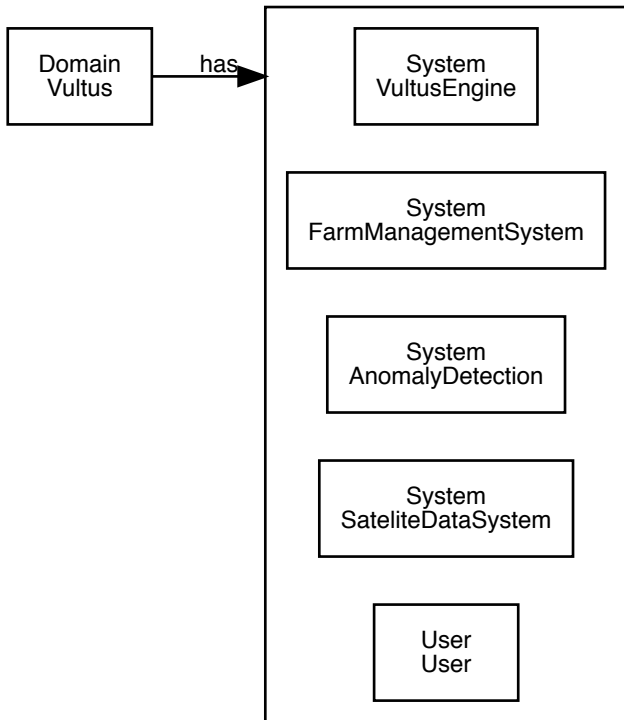 Domain
Vultus
has
System
VultusEngine
System
FarmManagementSystem
System
AnomalyDetection
System
SateliteDataSystem
User
User